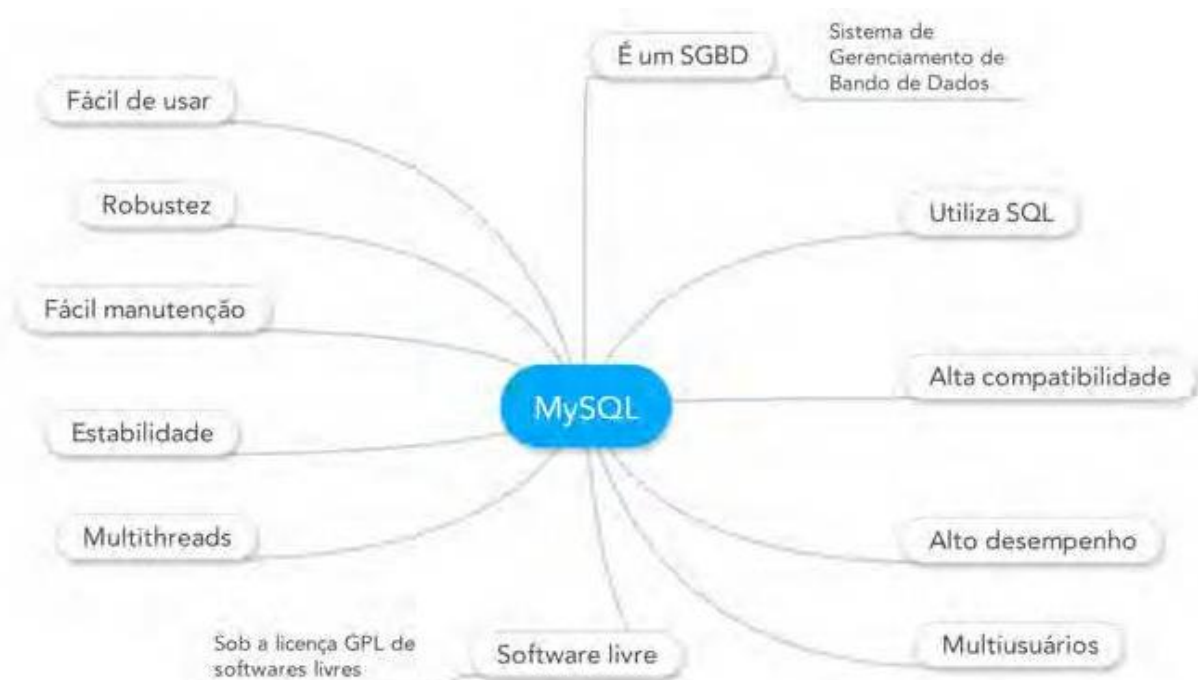 É um SGBD
Sistema de
Gerenciamento de
Bando de Dados
Fácil de usar
Robustez
Utiliza SQL
Fácil manutenção
Alta compatibilidade
MySQL
Estabilidade
Multithreads
Alto desempenho
Sob a licença GPL de
softwares livres
Software livre
Multiusuários